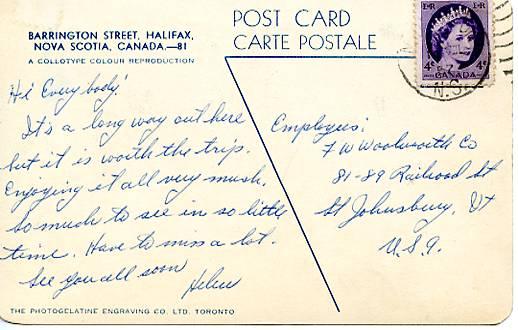 BARRINGTON STREET, HALIFAX,
NOVA SCOTIA, CANADA.—81
A COLLOTYPE COLOUR REPRODUCTION
POST CARD
CARTE POSTALE
E·R
E·R
4¢
4¢
CANADA
N.S.
Hi Everybody!
It's a long way out here
but it is worth the trip.
Enjoying it all very much.
So much to see in so little
time. Have to miss a lot.
See you all soon
Helen
Employees:
F W Woolworth Co
81-89 Railroad St
St Johnsbury, Vt
U.S.A.
THE PHOTOGELATINE ENGRAVING CO. LTD. TORONTO